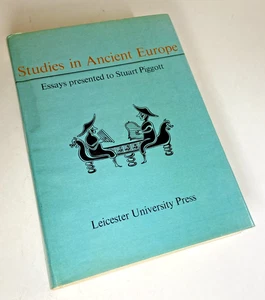 Studies in Ancient Europe
Essays presented to Stuart Piggott
Leicester University Press